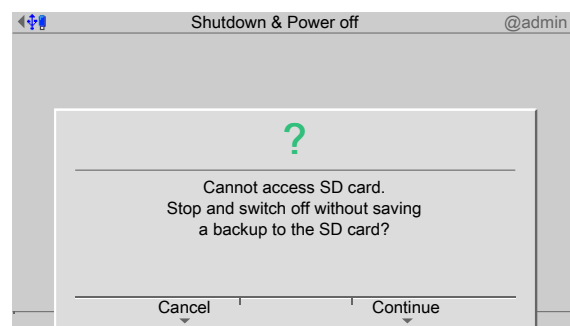 Shutdown & Power off
@admin
?
Cannot access SD card.
Stop and switch off without saving
a backup to the SD card?
Cancel
Continue